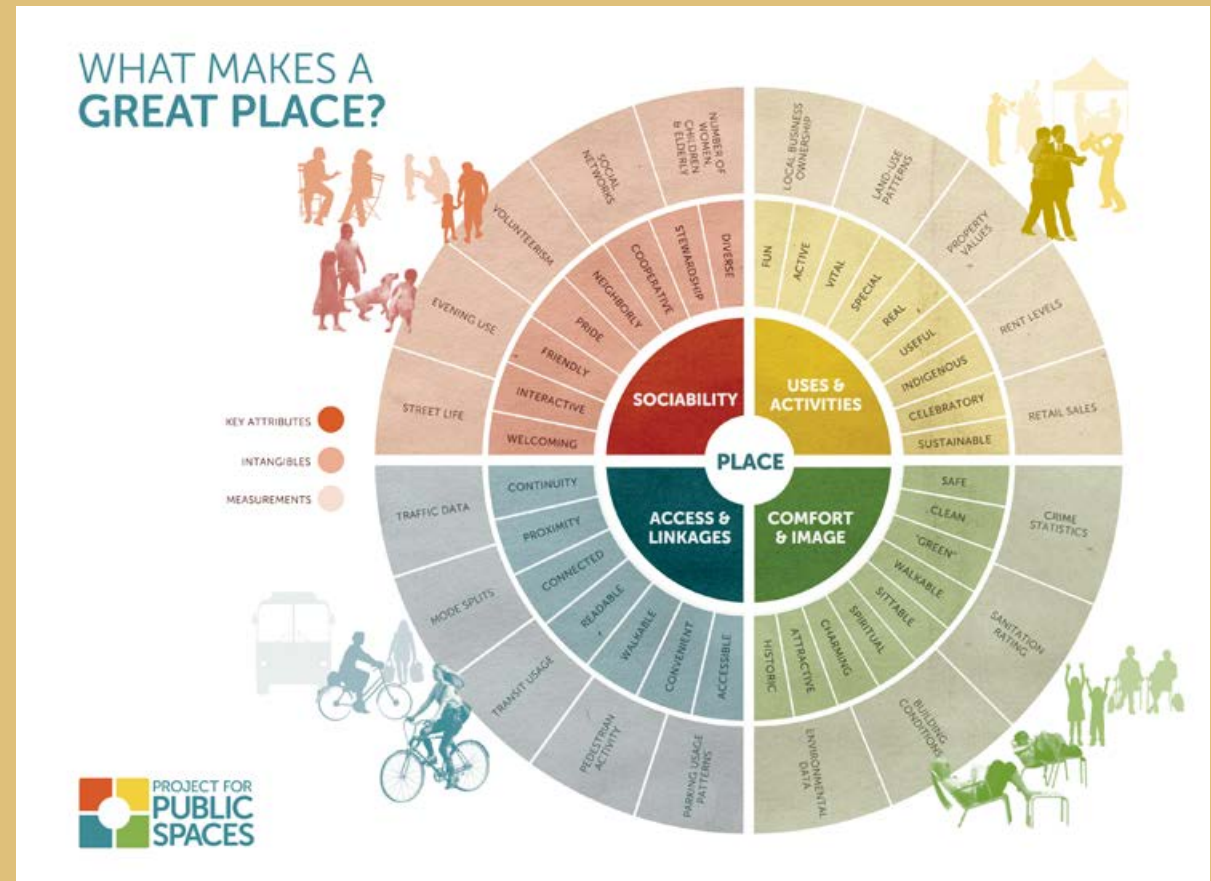 WHAT MAKES A
GREAT PLACE?
KEY ATTRIBUTES
INTANGIBLES
MEASUREMENTS
PLACE
SOCIABILITY
USES &
ACTIVITIES
ACCESS &
LINKAGES
COMFORT
& IMAGE
DIVERSE
STEWARDSHIP
COOPERATIVE
NEIGHBORLY
PRIDE
FRIENDLY
INTERACTIVE
WELCOMING
NUMBER OF
WOMEN,
CHILDREN
& ELDERLY
SOCIAL
NETWORKS
VOLUNTEERISM
EVENING USE
STREET LIFE
FUN
ACTIVE
VITAL
SPECIAL
REAL
USEFUL
INDIGENOUS
CELEBRATORY
SUSTAINABLE
LOCAL BUSINESS
OWNERSHIP
LAND-USE
PATTERNS
PROPERTY
VALUES
RENT LEVELS
RETAIL SALES
CONTINUITY
PROXIMITY
CONNECTED
READABLE
WALKABLE
CONVENIENT
ACCESSIBLE
TRAFFIC DATA
MODE SPLITS
TRANSIT USAGE
PEDESTRIAN
ACTIVITY
PARKING USAGE
PATTERNS
SAFE
CLEAN
"GREEN"
WALKABLE
SITTABLE
SPIRITUAL
CHARMING
ATTRACTIVE
HISTORIC
CRIME
STATISTICS
SANITATION
RATING
BUILDING
CONDITIONS
ENVIRONMENTAL
DATA
PROJECT FOR
PUBLIC
SPACES